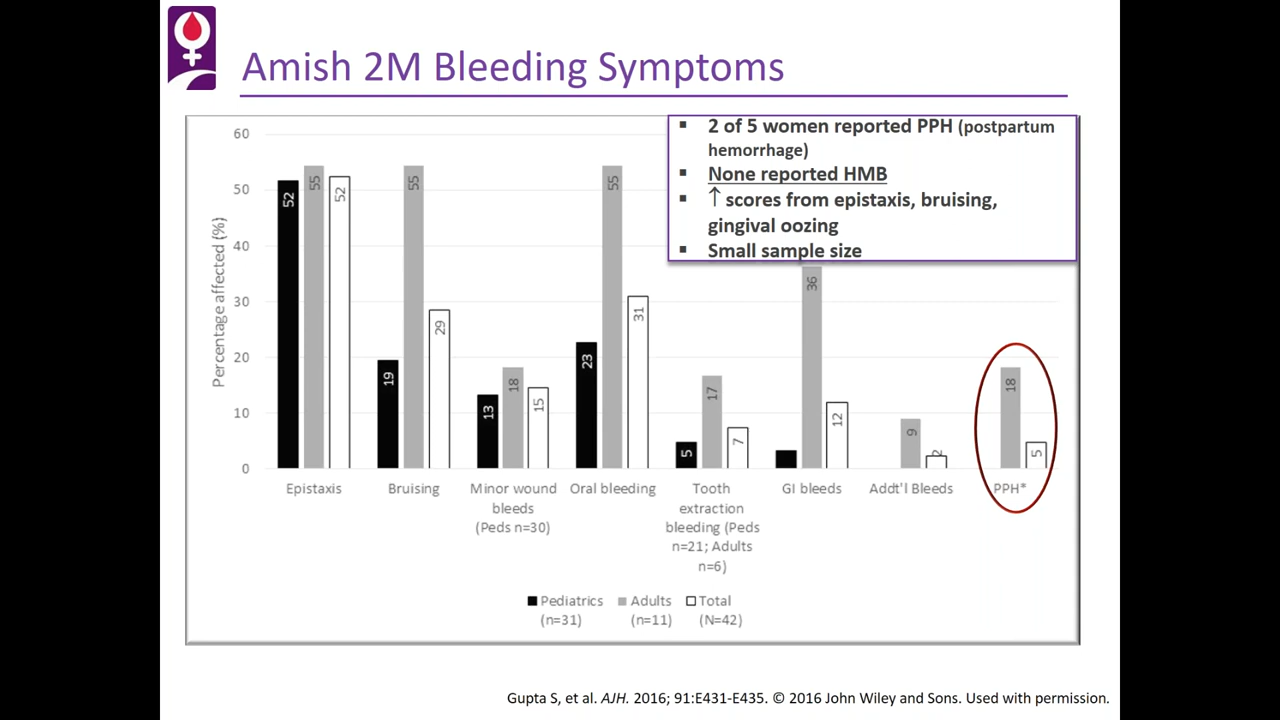 Amish 2M Bleeding Symptoms
▪ 2 of 5 women reported PPH (postpartum
hemorrhage)
▪ None reported HMB
▪ ↑ scores from epistaxis, bruising,
gingival oozing
▪ Small sample size
Percentage affected (%)
60
50
40
30
20
10
0
52
55
52
19
55
29
13
18
15
23
55
31
5
17
7
36
12
9
2
18
5
Epistaxis
Bruising
Minor wound
bleeds
(Peds n=30)
Oral bleeding
Tooth
extraction
bleeding (Peds
n=21; Adults
n=6)
GI bleeds
Addt'l Bleeds
PPH*
Pediatrics
(n=31)
Adults
(n=11)
Total
(N=42)
Gupta S, et al. AJH. 2016; 91:E431-E435. © 2016 John Wiley and Sons. Used with permission.